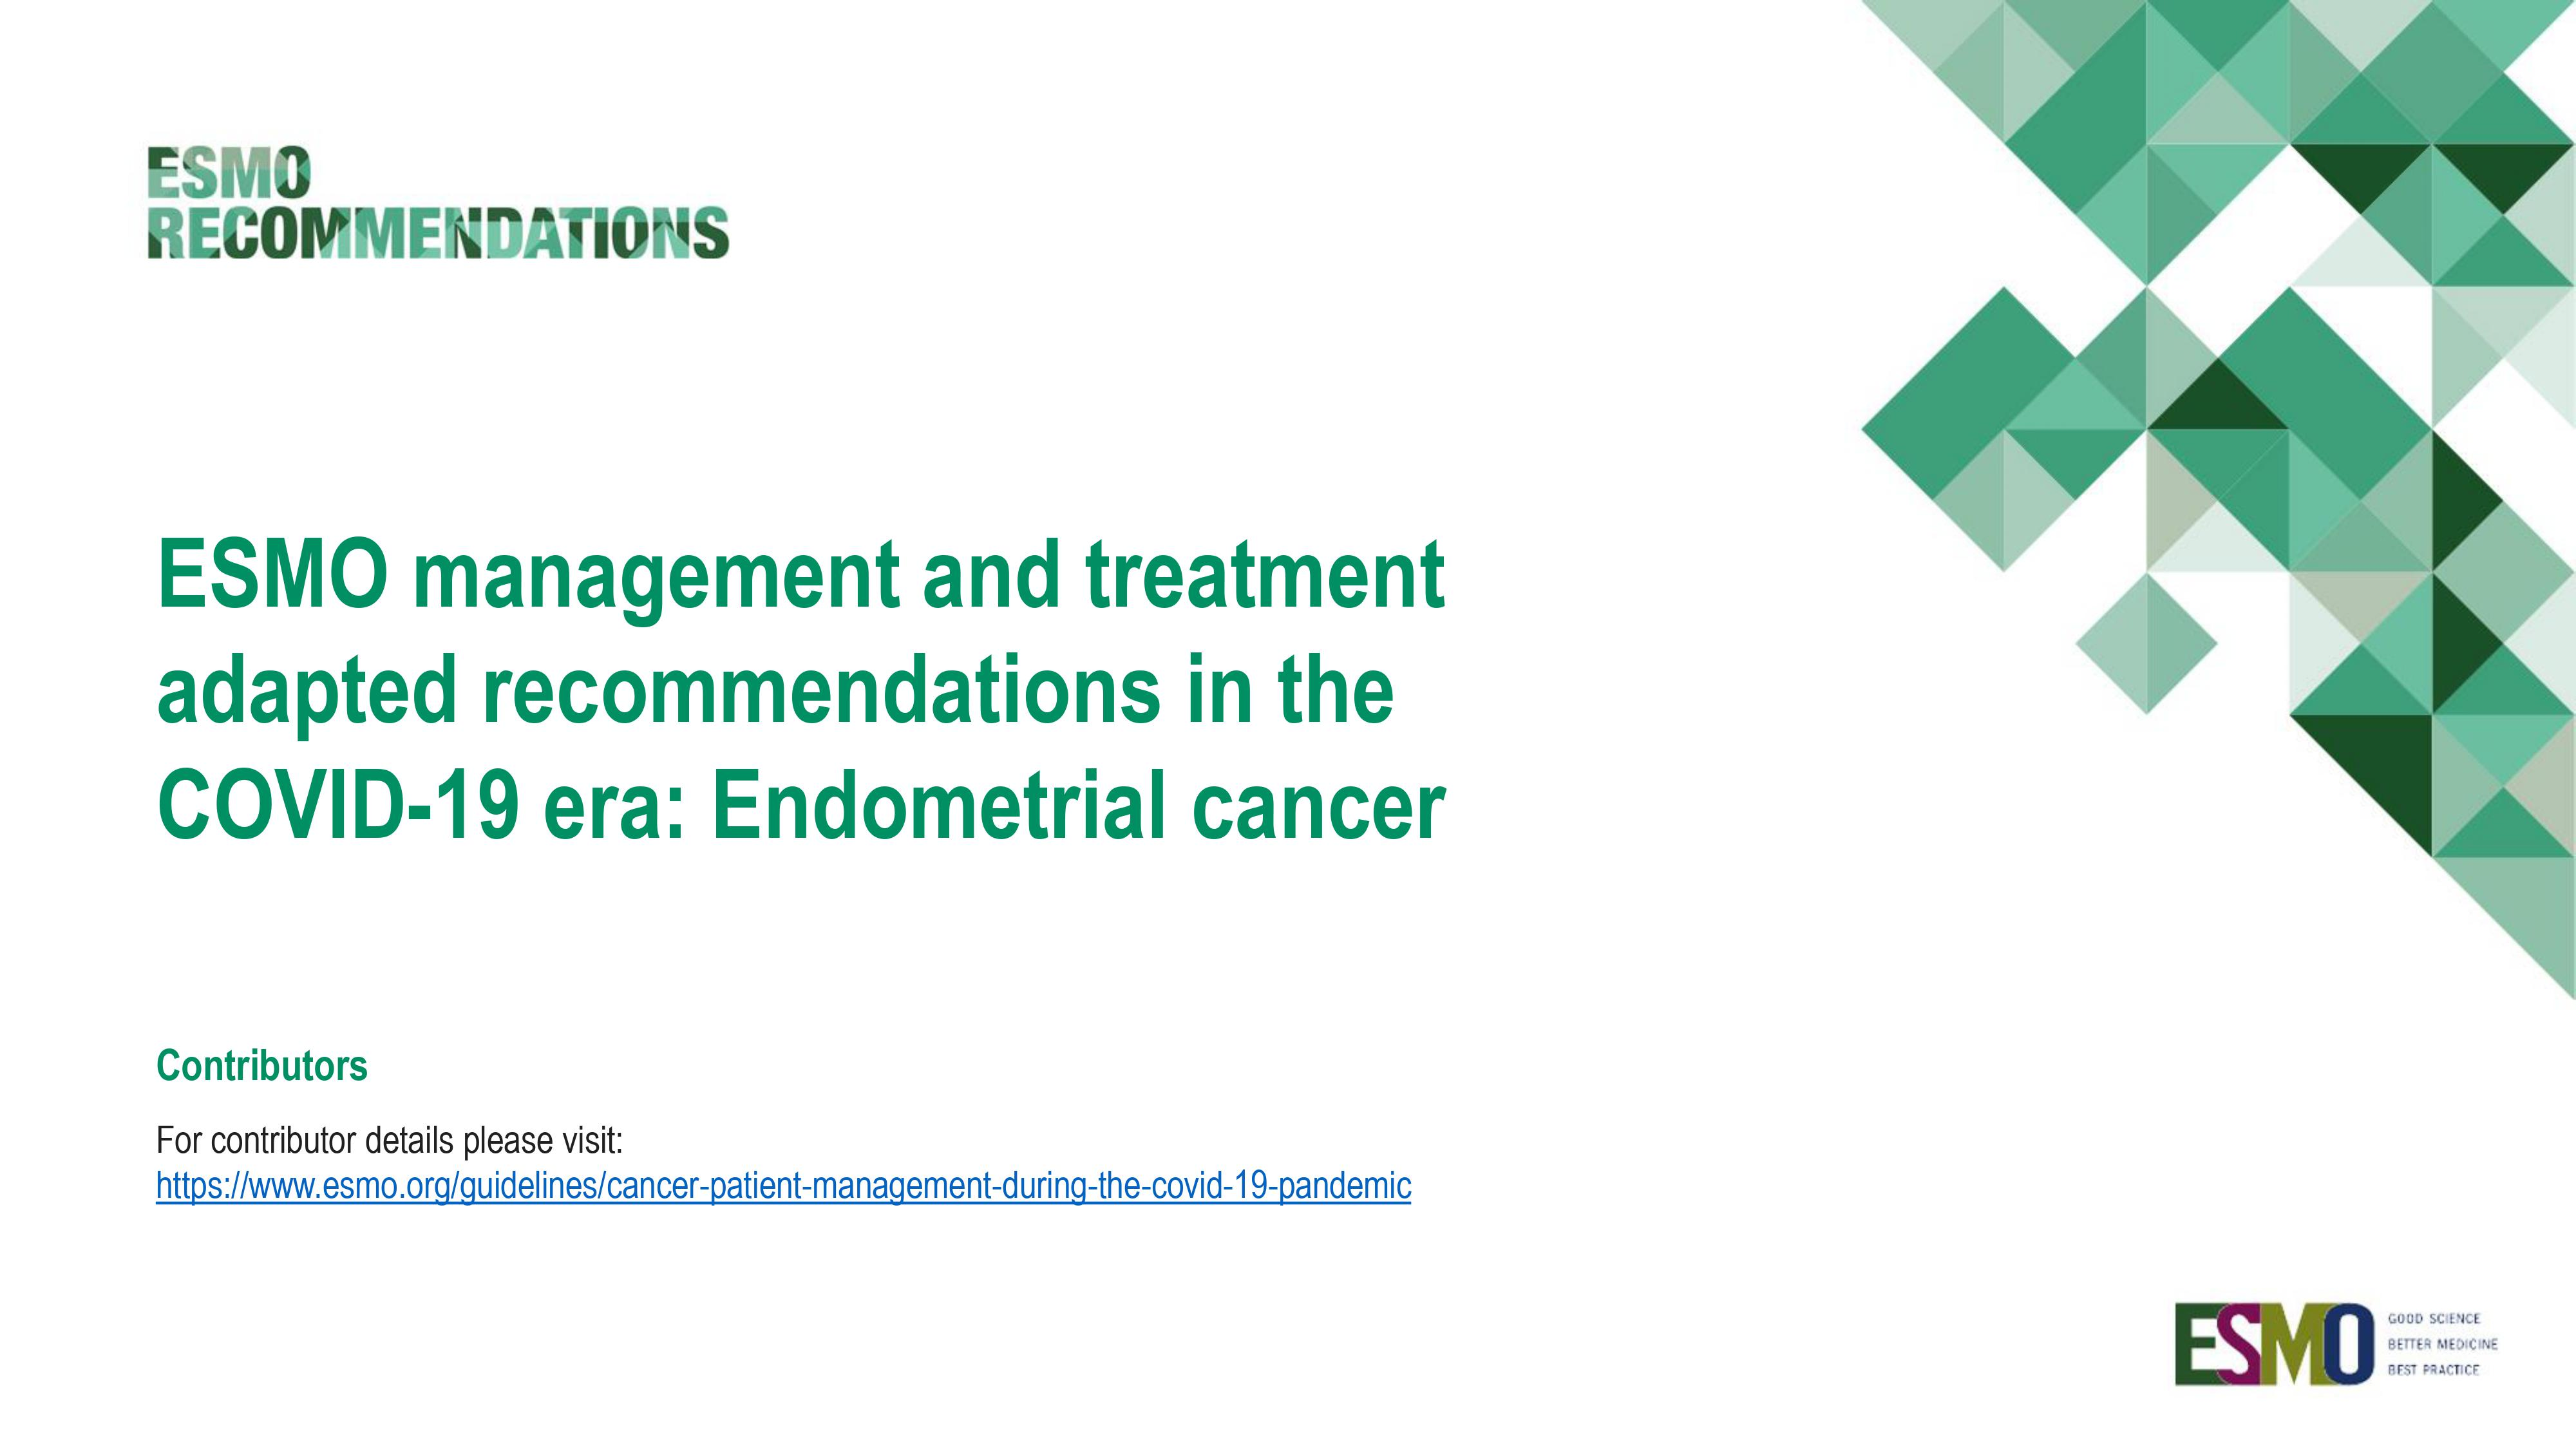 ESMO
RECOMMENDATIONS
ESMO management and treatment
adapted recommendations in the
COVID-19 era: Endometrial cancer
Contributors
For contributor details please visit:
https://www.esmo.org/guidelines/cancer-patient-management-during-the-covid-19-pandemic
ESMO
GOOD SCIENCE
BETTER MEDICINE
BEST PRACTICE